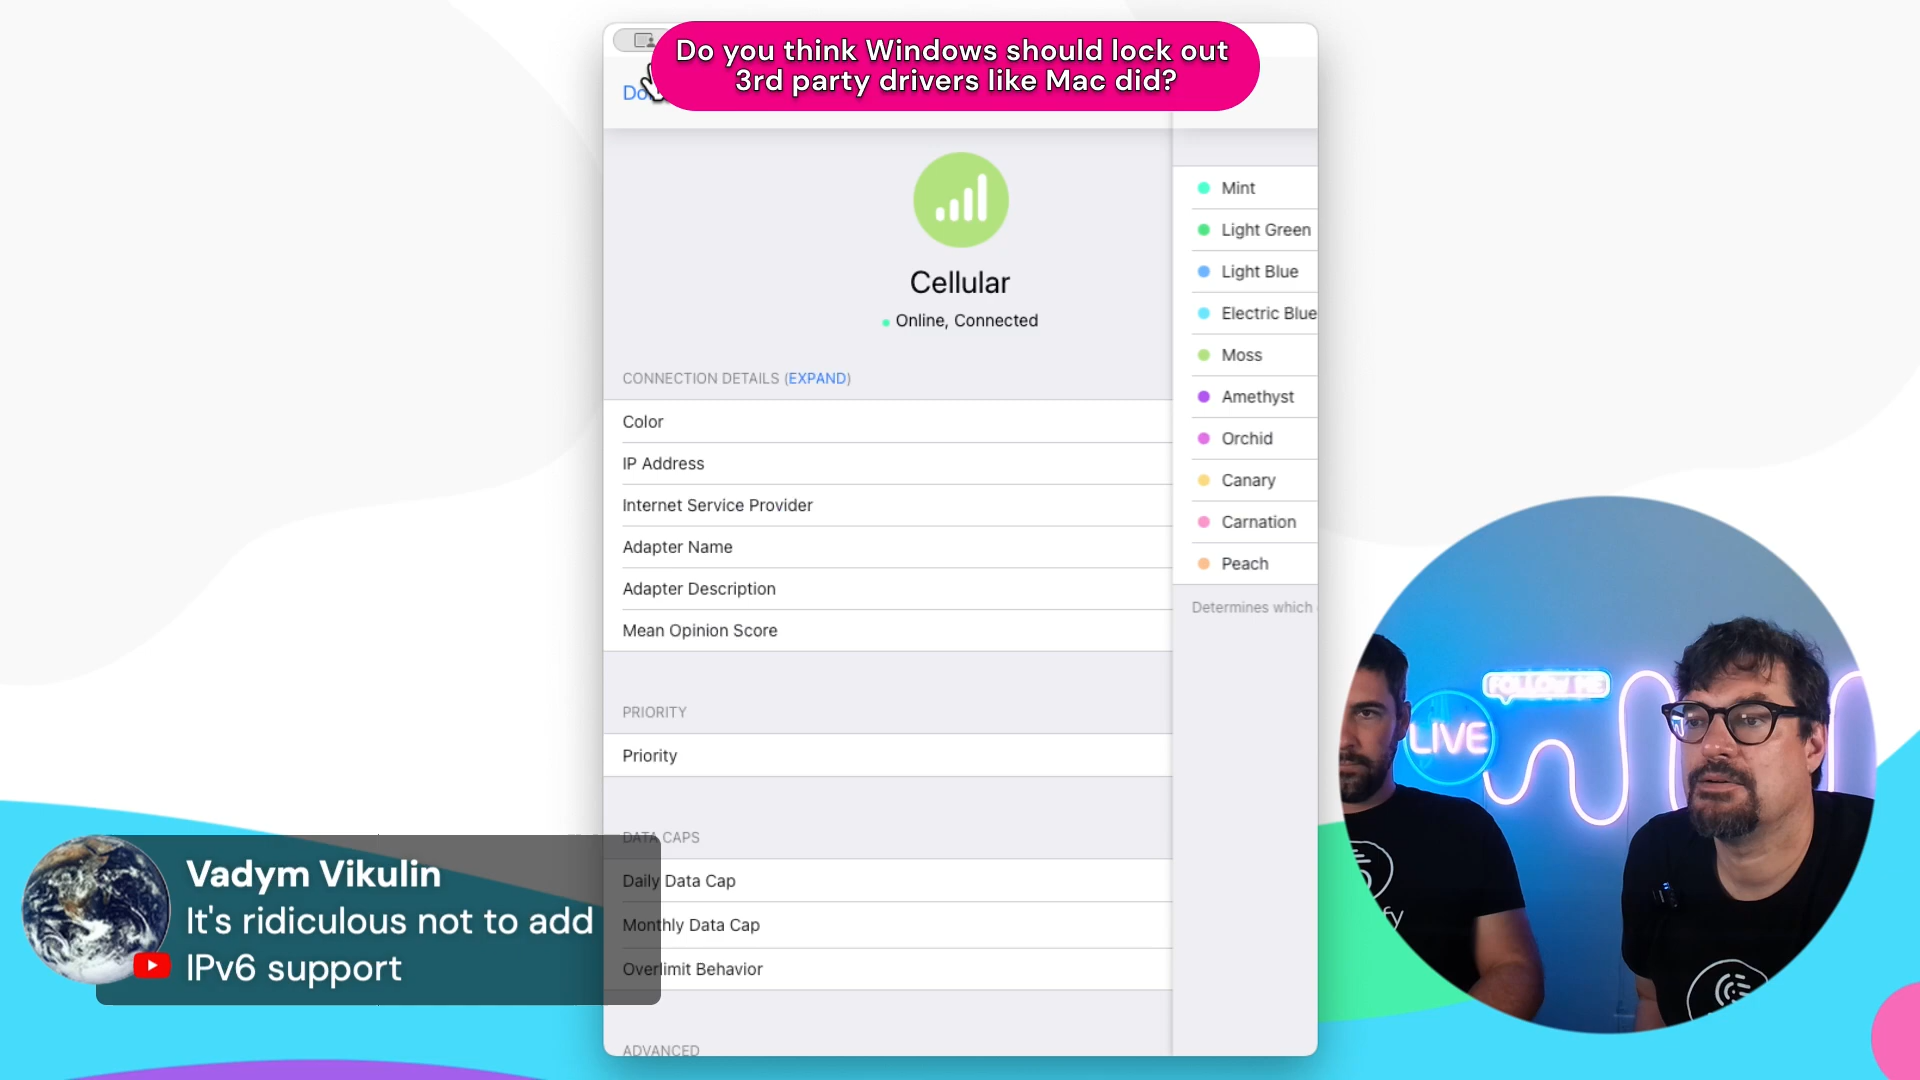 Do you think Windows should lock out
3rd party drivers like Mac did?
Cellular
Online, Connected
CONNECTION DETAILS (EXPAND)
Color
IP Address
Internet Service Provider
Adapter Name
Adapter Description
Mean Opinion Score
PRIORITY
Priority
DATA CAPS
Daily Data Cap
Monthly Data Cap
Overlimit Behavior
ADVANCED
Mint
Light Green
Light Blue
Electric Blue
Moss
Amethyst
Orchid
Canary
Carnation
Peach
Determines which
Vadym Vikulin
It's ridiculous not to add
IPv6 support
FOLLOW ME
LIVE
fy